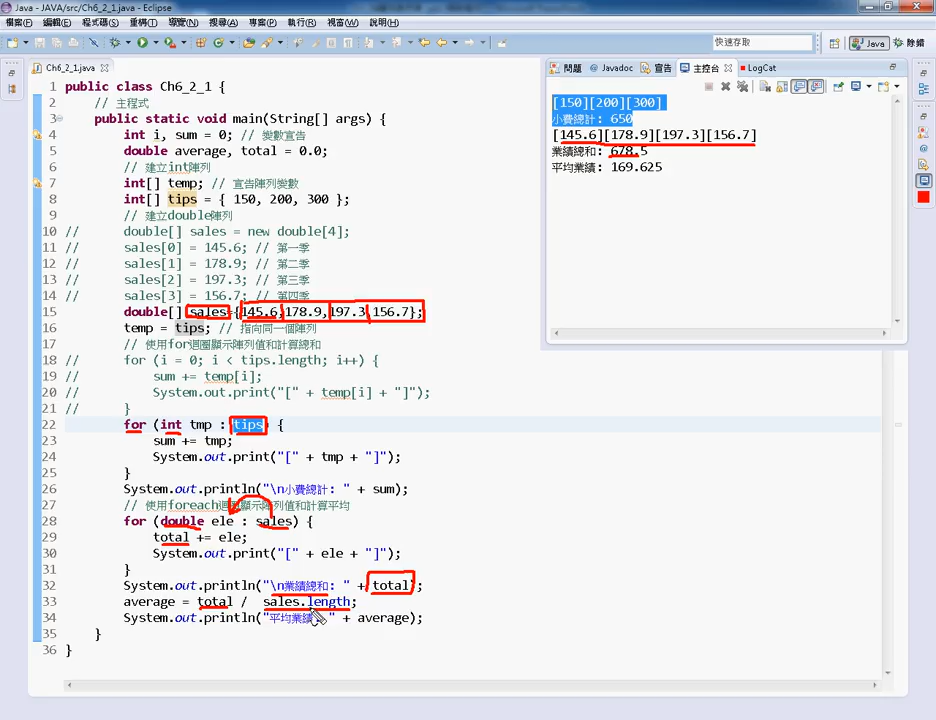 Java - JAVA/src/Ch6_2_1.java - Eclipse
檔案(F) 編輯(E) 程式碼(S) 重構(T) 導覽(N) 搜尋(A) 專案(P) 執行(R) 視窗(W) 說明(H)
快速存取
Java
除錯
Ch6_2_1.java
1 public class Ch6_2_1 {
2 // 主程式
3 public static void main(String[] args) {
4 int i, sum = 0; // 變數宣告
5 double average, total = 0.0;
6 // 建立int陣列
7 int[] temp; // 宣告陣列變數
8 int[] tips = { 150, 200, 300 };
9 // 建立double陣列
10 // double[] sales = new double[4];
11 // sales[0] = 145.6; // 第一季
12 // sales[1] = 178.9; // 第二季
13 // sales[2] = 197.3; // 第三季
14 // sales[3] = 156.7; // 第四季
15 double[] sales={145.6,178.9,197.3,156.7};
16 temp = tips; // 指向同一個陣列
17 // 使用for迴圈顯示陣列值和計算總和
18 // for (i = 0; i < tips.length; i++) {
19 // sum += temp[i];
20 // System.out.print("[" + temp[i] + "]");
21 // }
22 for (int tmp : tips) {
23 sum += tmp;
24 System.out.print("[" + tmp + "]");
25 }
26 System.out.println("\n小費總計: " + sum);
27 // 使用foreach迴圈顯示陣列值和計算平均
28 for (double ele : sales) {
29 total += ele;
30 System.out.print("[" + ele + "]");
31 }
32 System.out.println("\n業績總和: " + total);
33 average = total / sales.length;
34 System.out.println("平均業績: " + average);
35 }
36 }
問題 @ Javadoc 宣告 主控台 LogCat
[150][200][300]
小費總計: 650
[145.6][178.9][197.3][156.7]
業績總和: 678.5
平均業績: 169.625